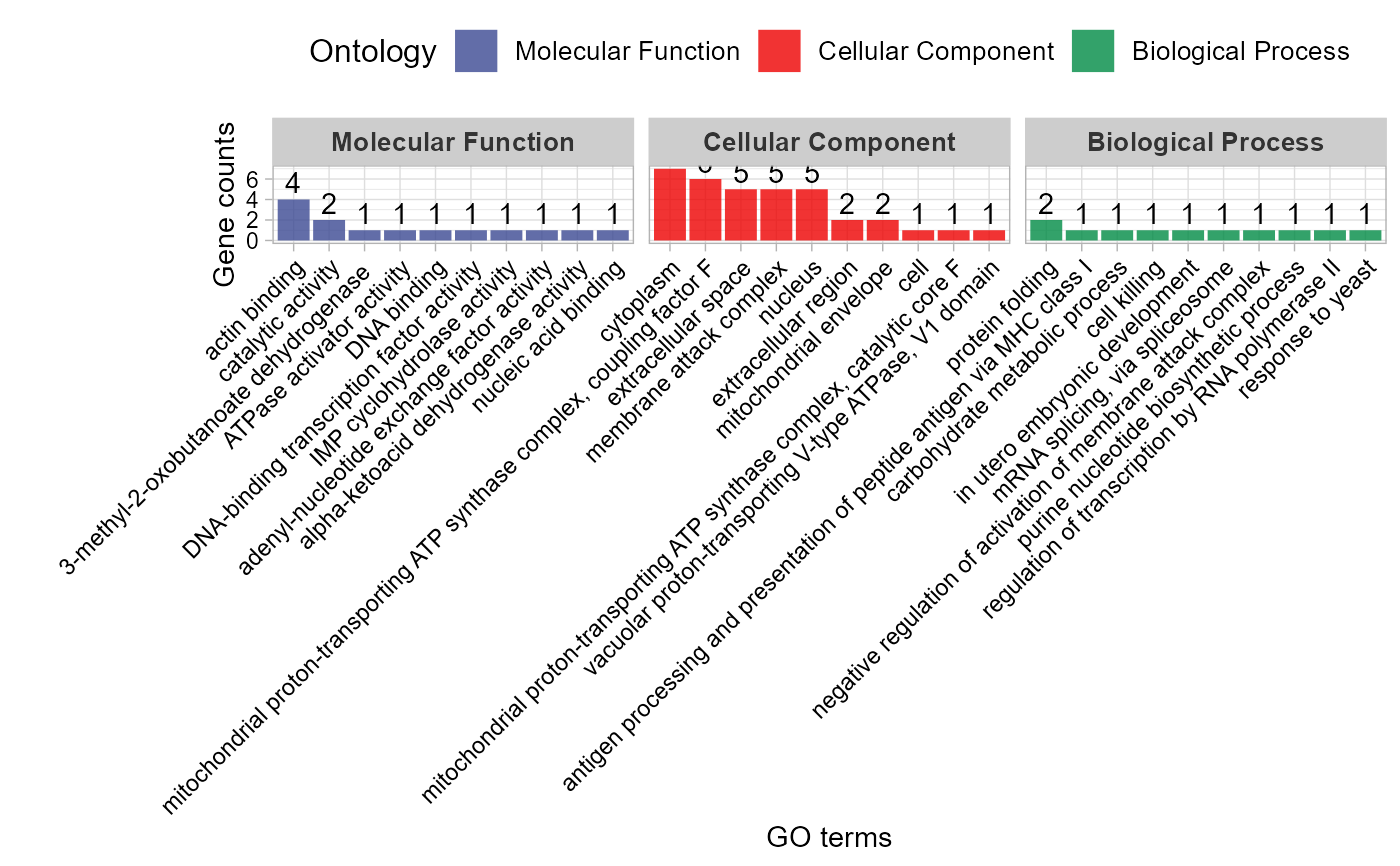 Ontology
Molecular Function
Cellular Component
Biological Process
Molecular Function
Cellular Component
Biological Process
Gene counts
6
4
2
0
4
2
1
1
1
1
1
1
1
1
6
5
5
5
2
2
1
1
1
2
1
1
1
1
1
1
1
1
1
actin binding
catalytic activity
3-methyl-2-oxobutanoate dehydrogenase
ATPase activator activity
DNA binding
DNA-binding transcription factor activity
IMP cyclohydrolase activity
adenyl-nucleotide exchange factor activity
alpha-ketoacid dehydrogenase activity
nucleic acid binding
cytoplasm
mitochondrial proton-transporting ATP synthase complex, coupling factor F
extracellular space
membrane attack complex
nucleus
extracellular region
mitochondrial envelope
cell
mitochondrial proton-transporting ATP synthase complex, catalytic core F
vacuolar proton-transporting V-type ATPase, V1 domain
protein folding
antigen processing and presentation of peptide antigen via MHC class I
carbohydrate metabolic process
cell killing
in utero embryonic development
mRNA splicing, via spliceosome
negative regulation of activation of membrane attack complex
purine nucleotide biosynthetic process
regulation of transcription by RNA polymerase II
response to yeast
GO terms